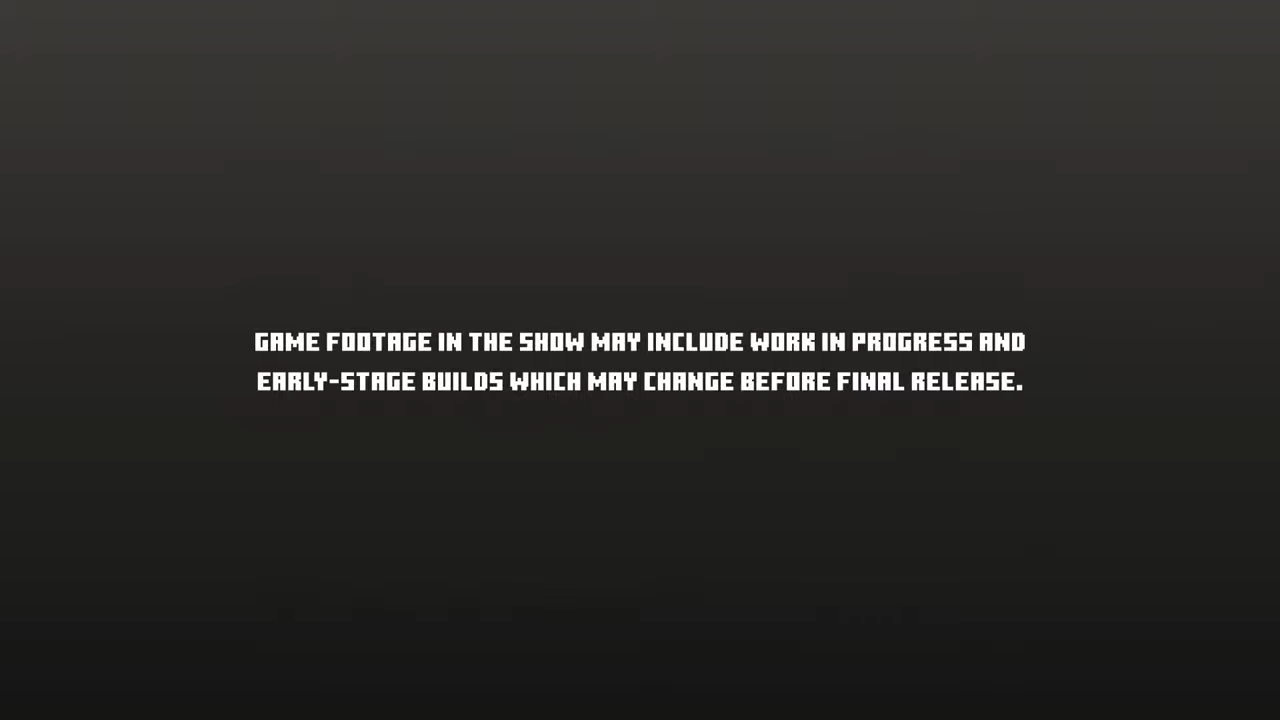 GAME FOOTAGE IN THE SHOW MAY INCLUDE WORK IN PROGRESS AND
EARLY-STAGE BUILDS WHICH MAY CHANGE BEFORE FINAL RELEASE.